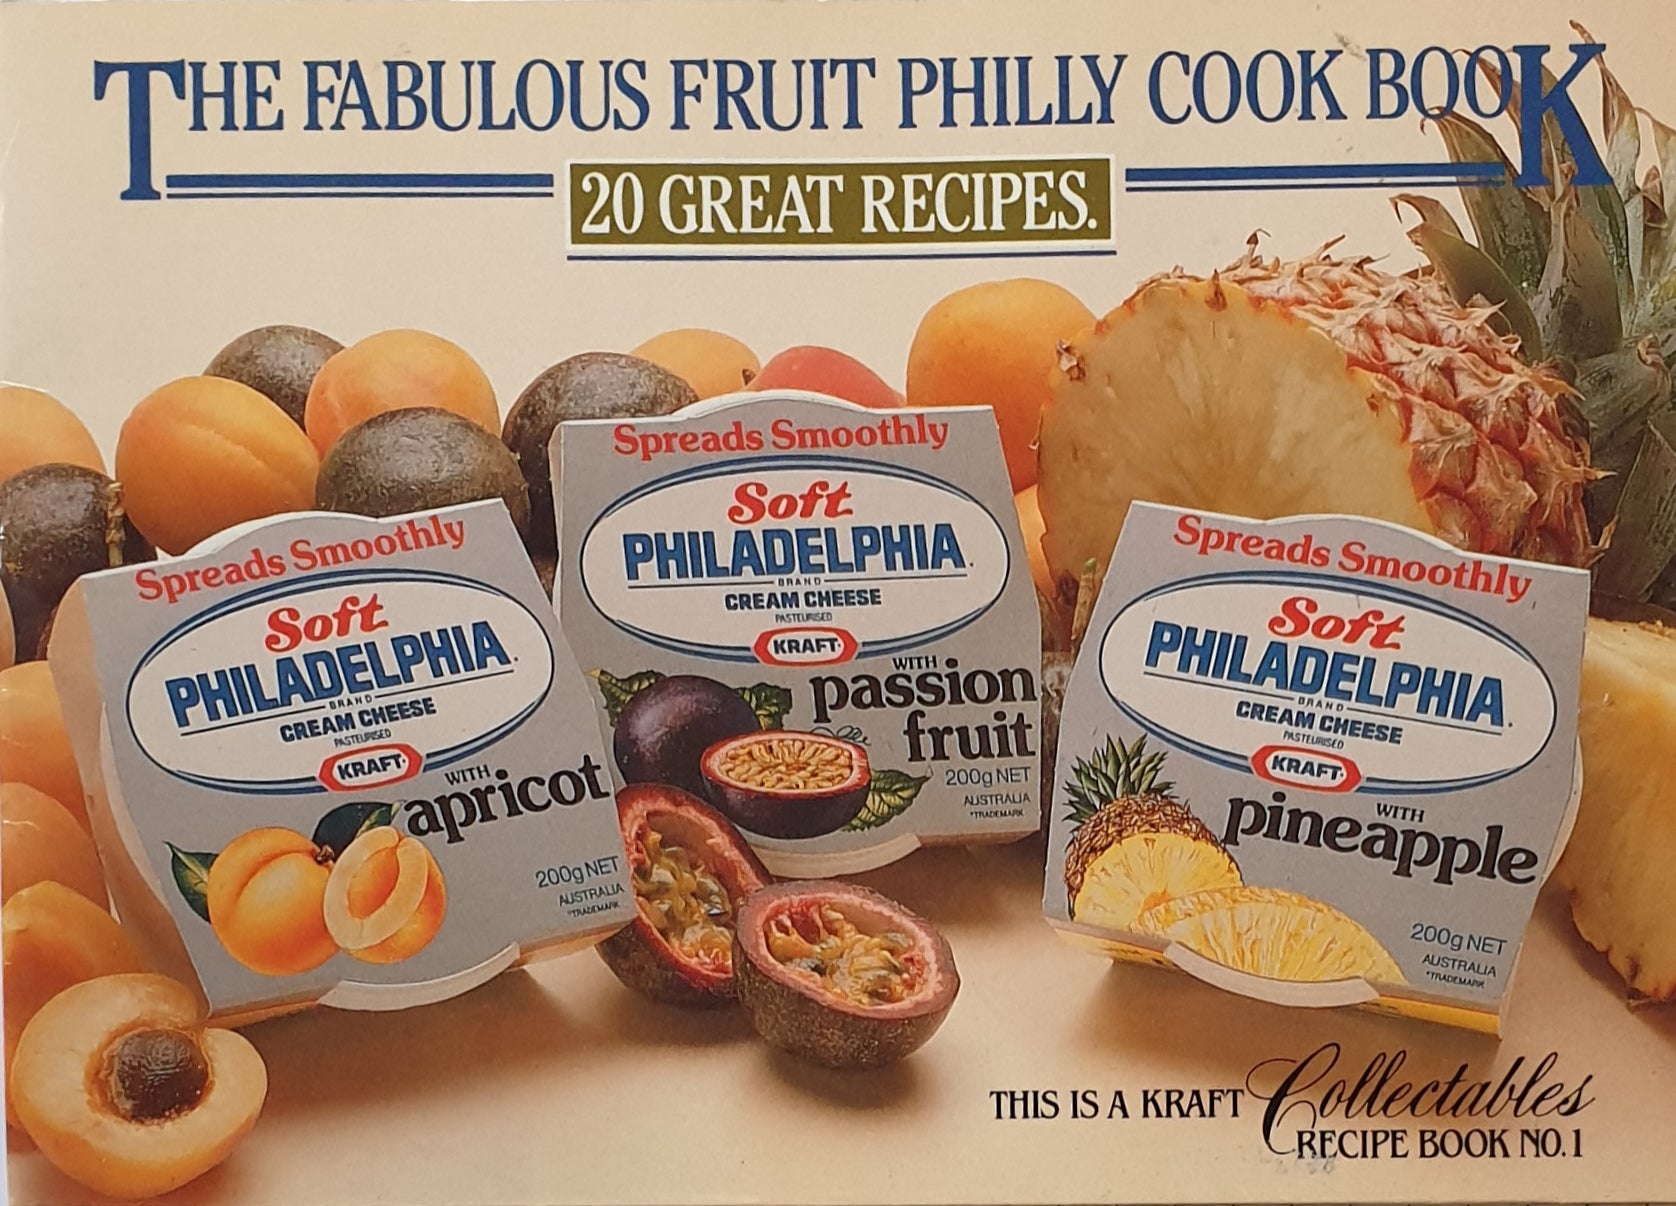 THE FABULOUS FRUIT PHILLY COOK BOOK
20 GREAT RECIPES.
Spreads Smoothly
Soft
PHILADELPHIA.
BRAND
CREAM CHEESE
PASTEURISED
KRAFT
WITH
apricot
200g NET
AUSTRALIA
*TRADEMARK
Spreads Smoothly
Soft
PHILADELPHIA.
BRAND
CREAM CHEESE
PASTEURISED
KRAFT
WITH
passion
fruit
200g NET
AUSTRALIA
*TRADEMARK
Spreads Smoothly
Soft
PHILADELPHIA.
BRAND
CREAM CHEESE
PASTEURISED
KRAFT
WITH
pineapple
200g NET
AUSTRALIA
*TRADEMARK
THIS IS A KRAFT Collectables
RECIPE BOOK NO.1